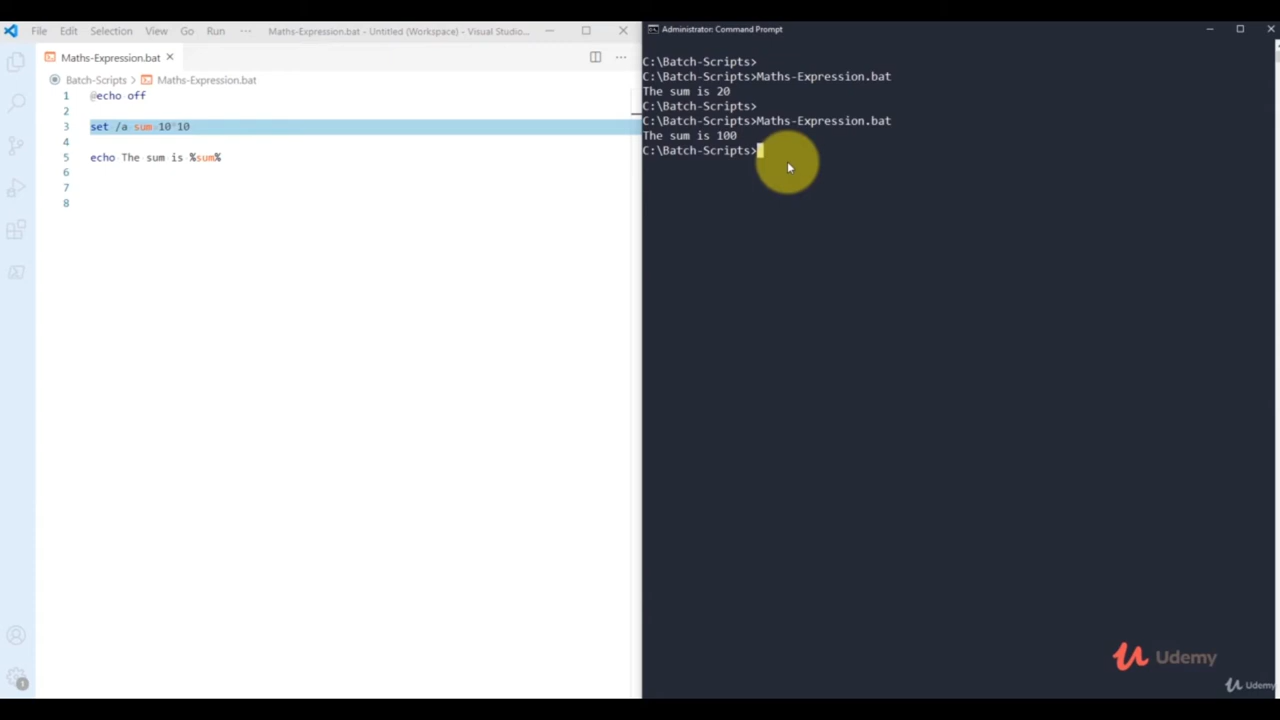 File Edit Selection View Go Run ··· Maths-Expression.bat - Untitled (Workspace) - Visual Studio...
Maths-Expression.bat
Batch-Scripts > Maths-Expression.bat
1 @echo off
2
3 set /a sum=10*10
4
5 echo The sum is %sum%
6
7
8
1
Administrator: Command Prompt
C:\Batch-Scripts>
C:\Batch-Scripts>Maths-Expression.bat
The sum is 20
C:\Batch-Scripts>
C:\Batch-Scripts>Maths-Expression.bat
The sum is 100
C:\Batch-Scripts>
Udemy
Udemy